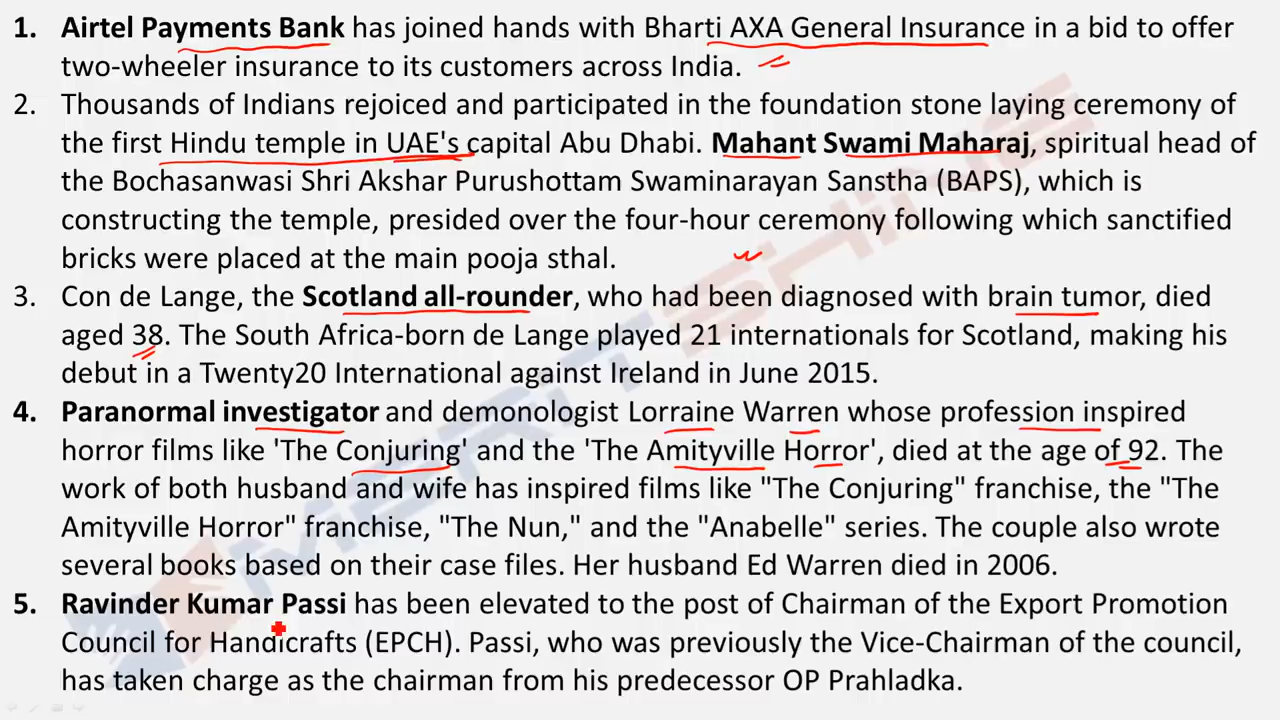 1. Airtel Payments Bank has joined hands with Bharti AXA General Insurance in a bid to offer
two-wheeler insurance to its customers across India.
2. Thousands of Indians rejoiced and participated in the foundation stone laying ceremony of
the first Hindu temple in UAE's capital Abu Dhabi. Mahant Swami Maharaj, spiritual head of
the Bochasanwasi Shri Akshar Purushottam Swaminarayan Sanstha (BAPS), which is
constructing the temple, presided over the four-hour ceremony following which sanctified
bricks were placed at the main pooja sthal.
3. Con de Lange, the Scotland all-rounder, who had been diagnosed with brain tumor, died
aged 38. The South Africa-born de Lange played 21 internationals for Scotland, making his
debut in a Twenty20 International against Ireland in June 2015.
4. Paranormal investigator and demonologist Lorraine Warren whose profession inspired
horror films like 'The Conjuring' and the 'The Amityville Horror', died at the age of 92. The
work of both husband and wife has inspired films like "The Conjuring" franchise, the "The
Amityville Horror" franchise, "The Nun," and the "Anabelle" series. The couple also wrote
several books based on their case files. Her husband Ed Warren died in 2006.
5. Ravinder Kumar Passi has been elevated to the post of Chairman of the Export Promotion
Council for Handicrafts (EPCH). Passi, who was previously the Vice-Chairman of the council,
has taken charge as the chairman from his predecessor OP Prahladka.